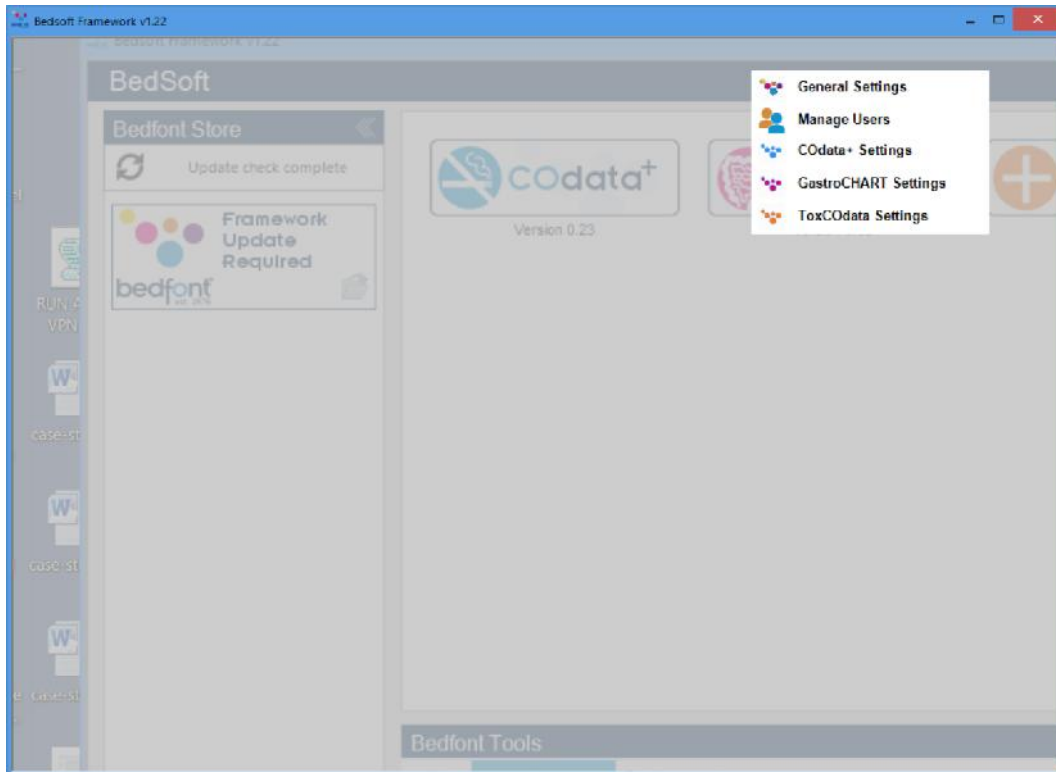 Bedsoft Framework v1.22
Bedsoft Framework v1.22
BedSoft
General Settings
Manage Users
COdata+ Settings
GastroCHART Settings
ToxCOdata Settings
Bedfont Store
Update check complete
Framework
Update
Required
bedfont
COdata+
Version 0.23
RUN A
VPN
case-st
case-st
case-st
Bedfont Tools